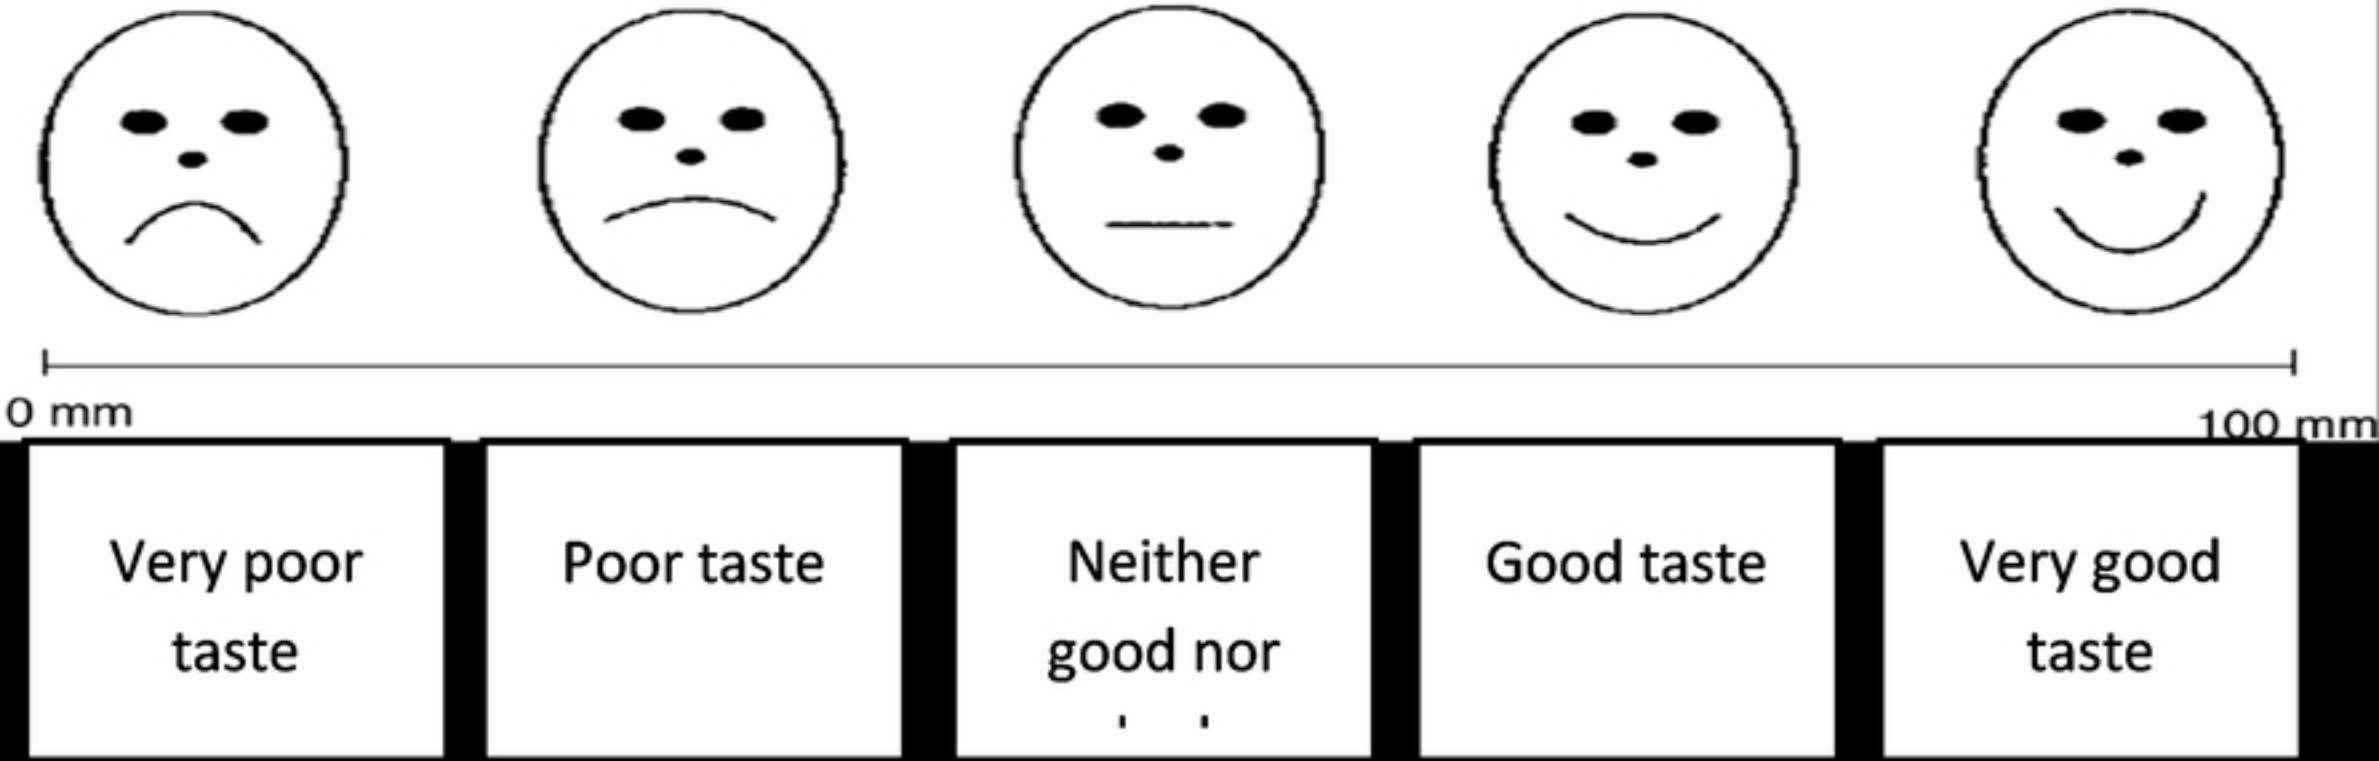 0 mm
100 mm
Very poor
taste
Poor taste
Neither
good nor
Good taste
Very good
taste